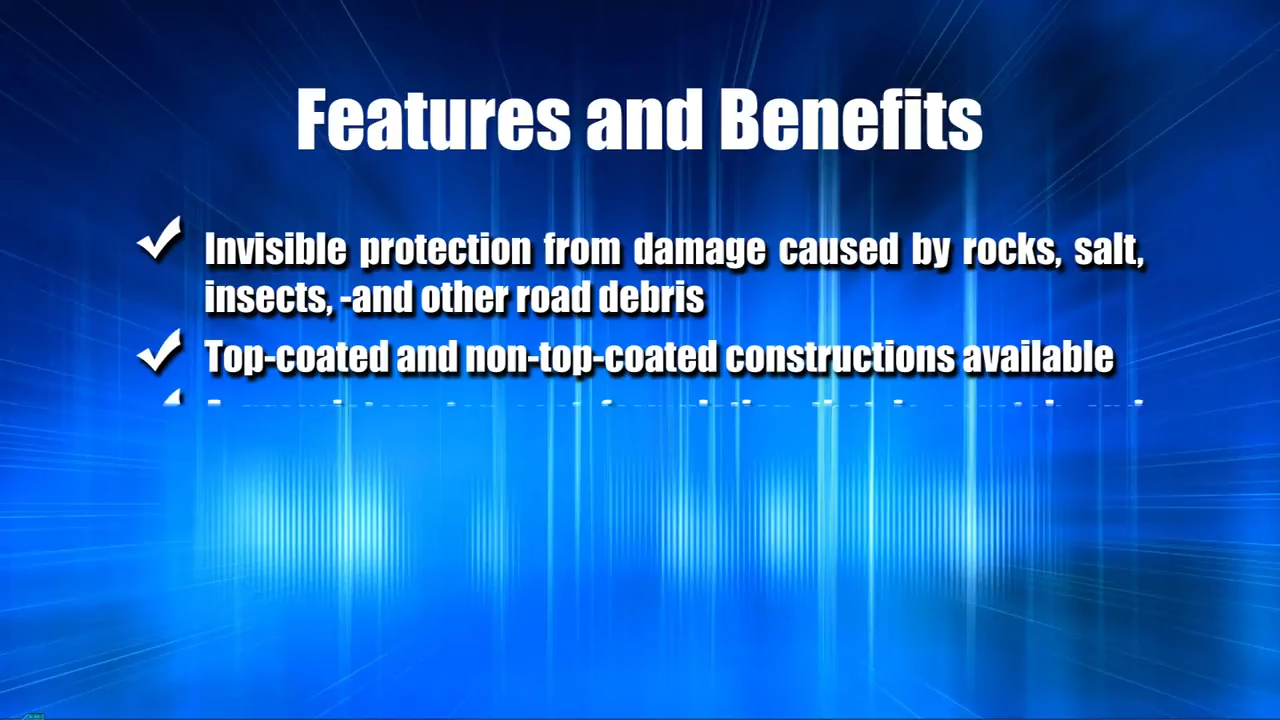 Features and Benefits
Invisible protection from damage caused by rocks, salt,
insects, -and other road debris
Top-coated and non-top-coated constructions available